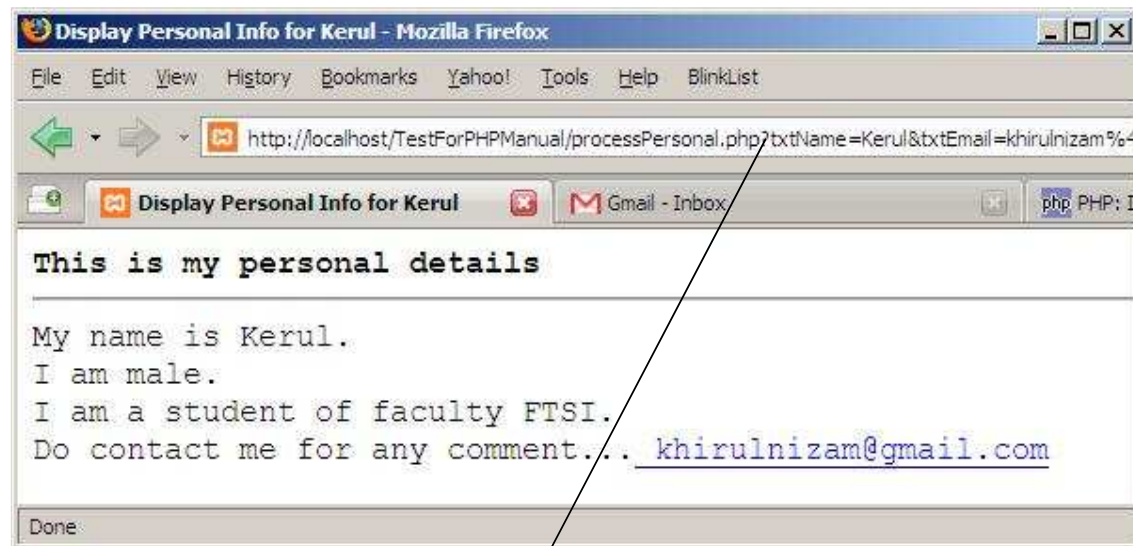 Display Personal Info for Kerul - Mozilla Firefox
File Edit View History Bookmarks Yahoo! Tools Help BlinkList
http://localhost/TestForPHPManual/processPersonal.php?txtName=Kerul&txtEmail=khirulnizam%4
Display Personal Info for Kerul Gmail - Inbox php PHP: I
This is my personal details
My name is Kerul.
I am male.
I am a student of faculty FTSI.
Do contact me for any comment... khirulnizam@gmail.com
Done